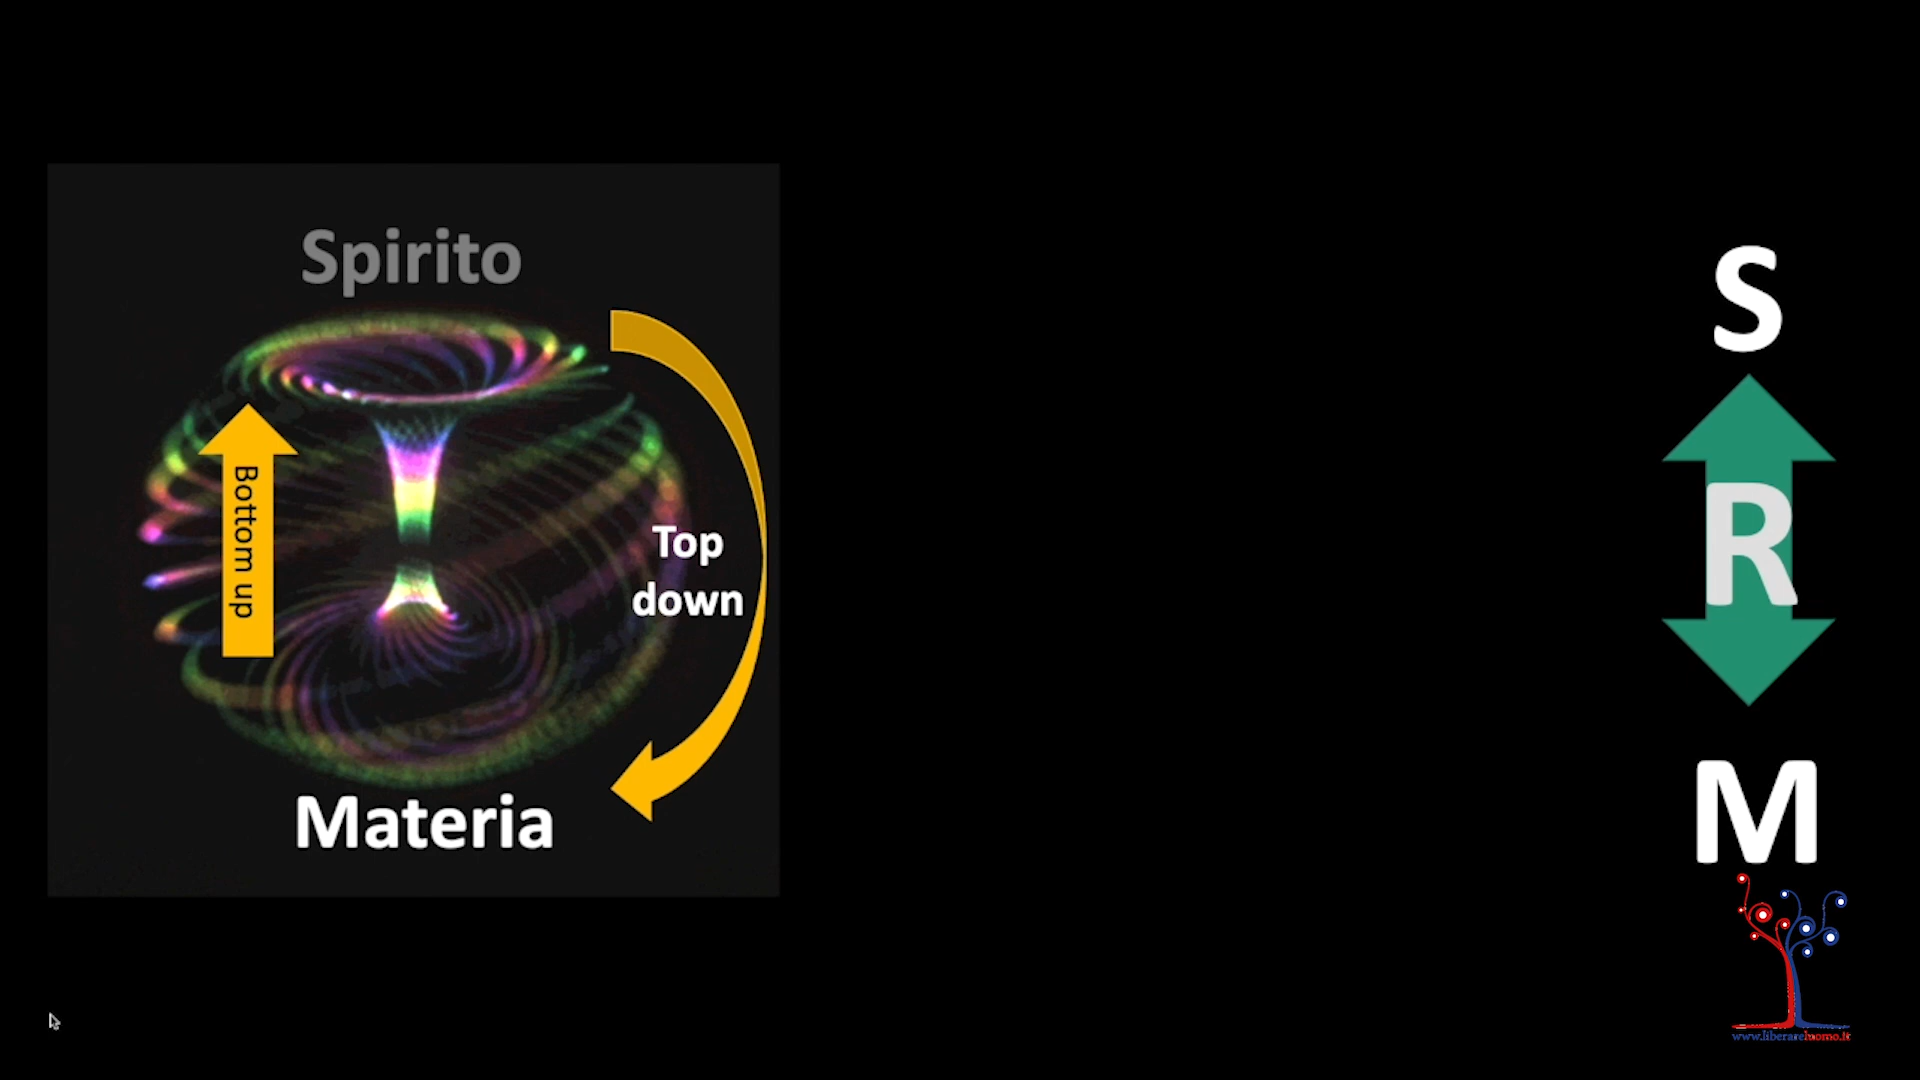 Spirito
Bottom up
Top
down
Materia
S
R
M
www.liberareluomo.it